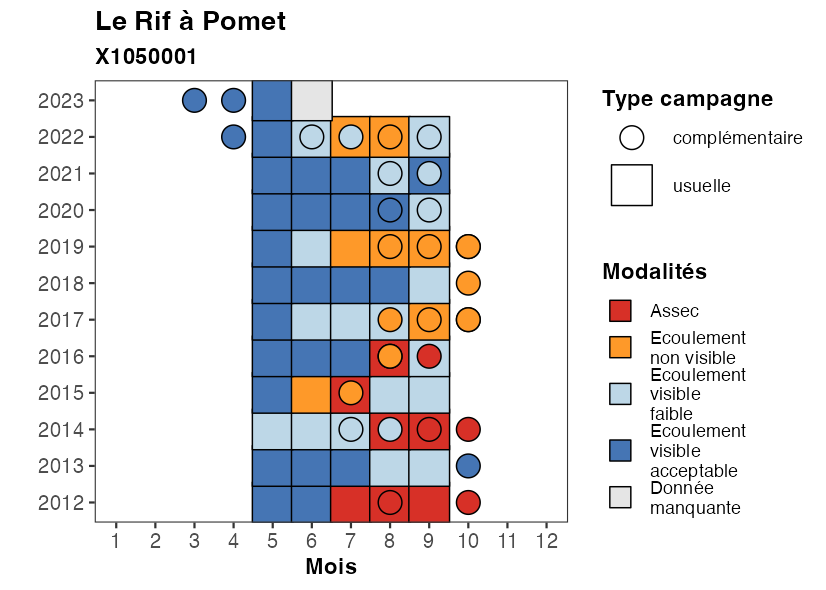 Le Rif à Pomet
X1050001
2023
2022
2021
2020
2019
2018
2017
2016
2015
2014
2013
2012
1 2 3 4 5 6 7 8 9 10 11 12
Mois
Type campagne
complémentaire
usuelle
Modalités
Assec
Ecoulement
non visible
Ecoulement
visible
faible
Ecoulement
visible
acceptable
Donnée
manquante